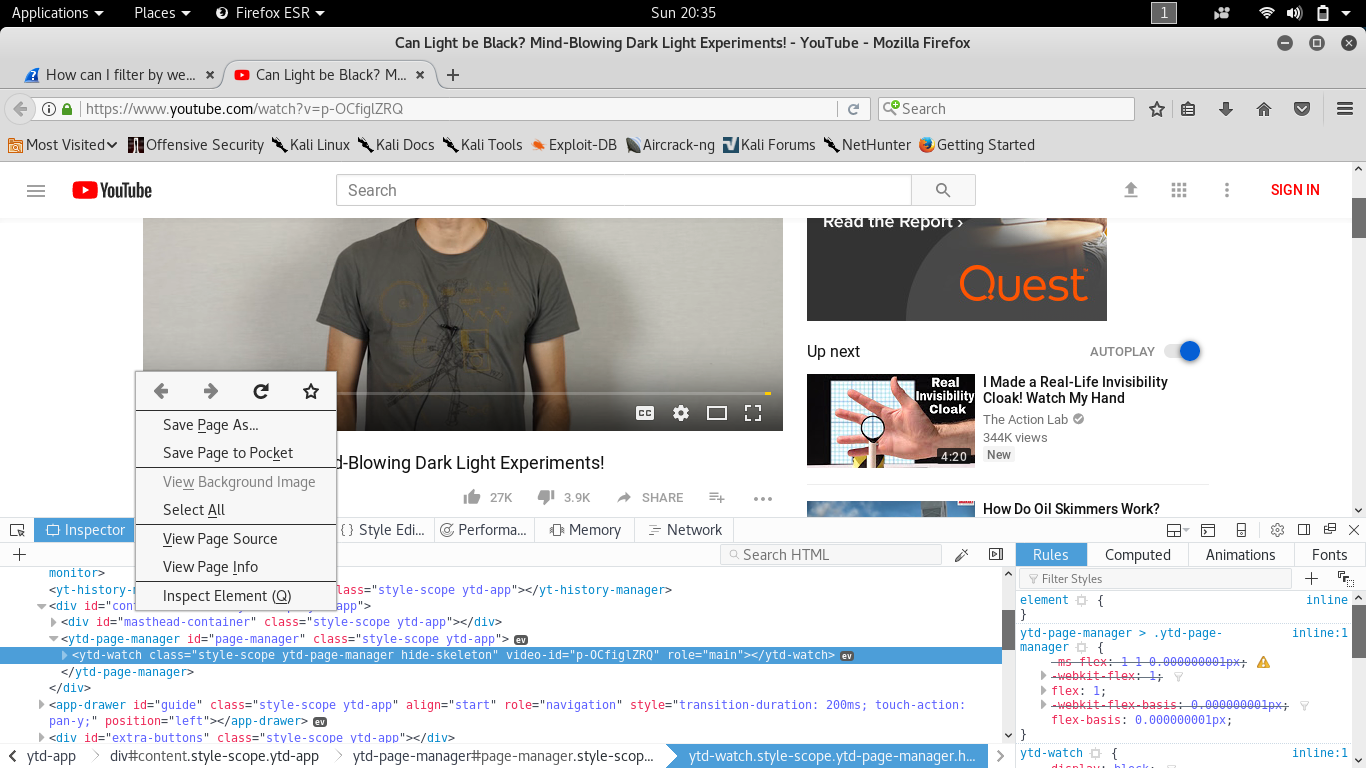 Applications Places Firefox ESR Sun 20:35 1
Can Light be Black? Mind-Blowing Dark Light Experiments! - YouTube - Mozilla Firefox
How can I filter by we... Can Light be Black? M...
https://www.youtube.com/watch?v=p-OCfiglZRQ Search
Most Visited Offensive Security Kali Linux Kali Docs Kali Tools Exploit-DB Aircrack-ng Kali Forums NetHunter Getting Started
YouTube Search SIGN IN
Read the Report ›
Quest
Up next AUTOPLAY
Real Invisibility Cloak
4:20
I Made a Real-Life Invisibility
Cloak! Watch My Hand
The Action Lab
344K views
New
How Do Oil Skimmers Work?
CC
d-Blowing Dark Light Experiments!
27K 3.9K SHARE
Save Page As...
Save Page to Pocket
View Background Image
Select All
View Page Source
View Page Info
Inspect Element (Q)
Inspector { } Style Edi... Performa... Memory Network
Search HTML
Rules Computed Animations Fonts
Filter Styles
monitor>
<yt-history-m class="style-scope ytd-app"></yt-history-manager>
<div id="con ytd-app">
<div id="masthead-container" class="style-scope ytd-app"></div>
<ytd-page-manager id="page-manager" class="style-scope ytd-app"> ev
<ytd-watch class="style-scope ytd-page-manager hide-skeleton" video-id="p-OCfiglZRQ" role="main"></ytd-watch> ev
</ytd-page-manager>
</div>
<app-drawer id="guide" class="style-scope ytd-app" align="start" role="navigation" style="transition-duration: 200ms; touch-action:
pan-y;" position="left"></app-drawer> ev
<div id="extra-buttons" class="style-scope ytd-app"></div>
element { inline
}
ytd-page-manager > .ytd-page- inline:1
manager {
-ms-flex: 1 1 0.000000001px;
-webkit-flex: 1;
flex: 1;
-webkit-flex-basis: 0.000000001px;
flex-basis: 0.000000001px;
}
ytd-watch { inline:1
display: block;
ytd-app div#content.style-scope.ytd-app ytd-page-manager#page-manager.style-scop... ytd-watch.style-scope.ytd-page-manager.h...